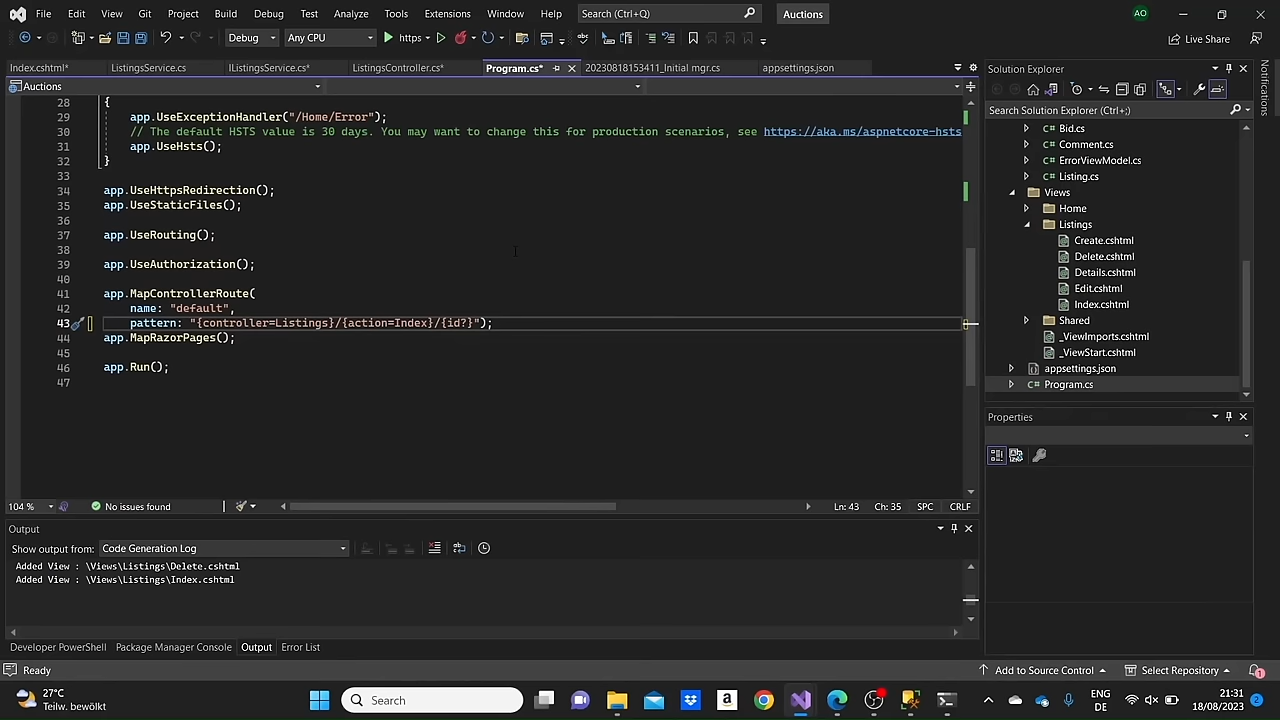 File Edit View Git Project Build Debug Test Analyze Tools Extensions Window Help Search (Ctrl+Q) Auctions AO
Debug Any CPU https Live Share
Index.cshtml* ListingsService.cs IListingsService.cs* ListingsController.cs* Program.cs* 20230818153411_Initial mgr.cs appsettings.json
Auctions
28 {
29 app.UseExceptionHandler("/Home/Error");
30 // The default HSTS value is 30 days. You may want to change this for production scenarios, see https://aka.ms/aspnetcore-hsts
31 app.UseHsts();
32 }
33
34 app.UseHttpsRedirection();
35 app.UseStaticFiles();
36
37 app.UseRouting();
38
39 app.UseAuthorization();
40
41 app.MapControllerRoute(
42 name: "default",
43 pattern: "{controller=Listings}/{action=Index}/{id?}");
44 app.MapRazorPages();
45
46 app.Run();
47
104 % No issues found Ln: 43 Ch: 35 SPC CRLF
Output
Show output from: Code Generation Log
Added View : \Views\Listings\Delete.cshtml
Added View : \Views\Listings\Index.cshtml
Developer PowerShell Package Manager Console Output Error List
Solution Explorer
Search Solution Explorer (Ctrl+;)
C# Bid.cs
C# Comment.cs
C# ErrorViewModel.cs
C# Listing.cs
Views
Home
Listings
Create.cshtml
Delete.cshtml
Details.cshtml
Edit.cshtml
Index.cshtml
Shared
_ViewImports.cshtml
_ViewStart.cshtml
appsettings.json
C# Program.cs
Properties
Notifications
Ready Add to Source Control Select Repository 1
27°C
Teilw. bewölkt
Search
ENG
DE
21:31
18/08/2023
2